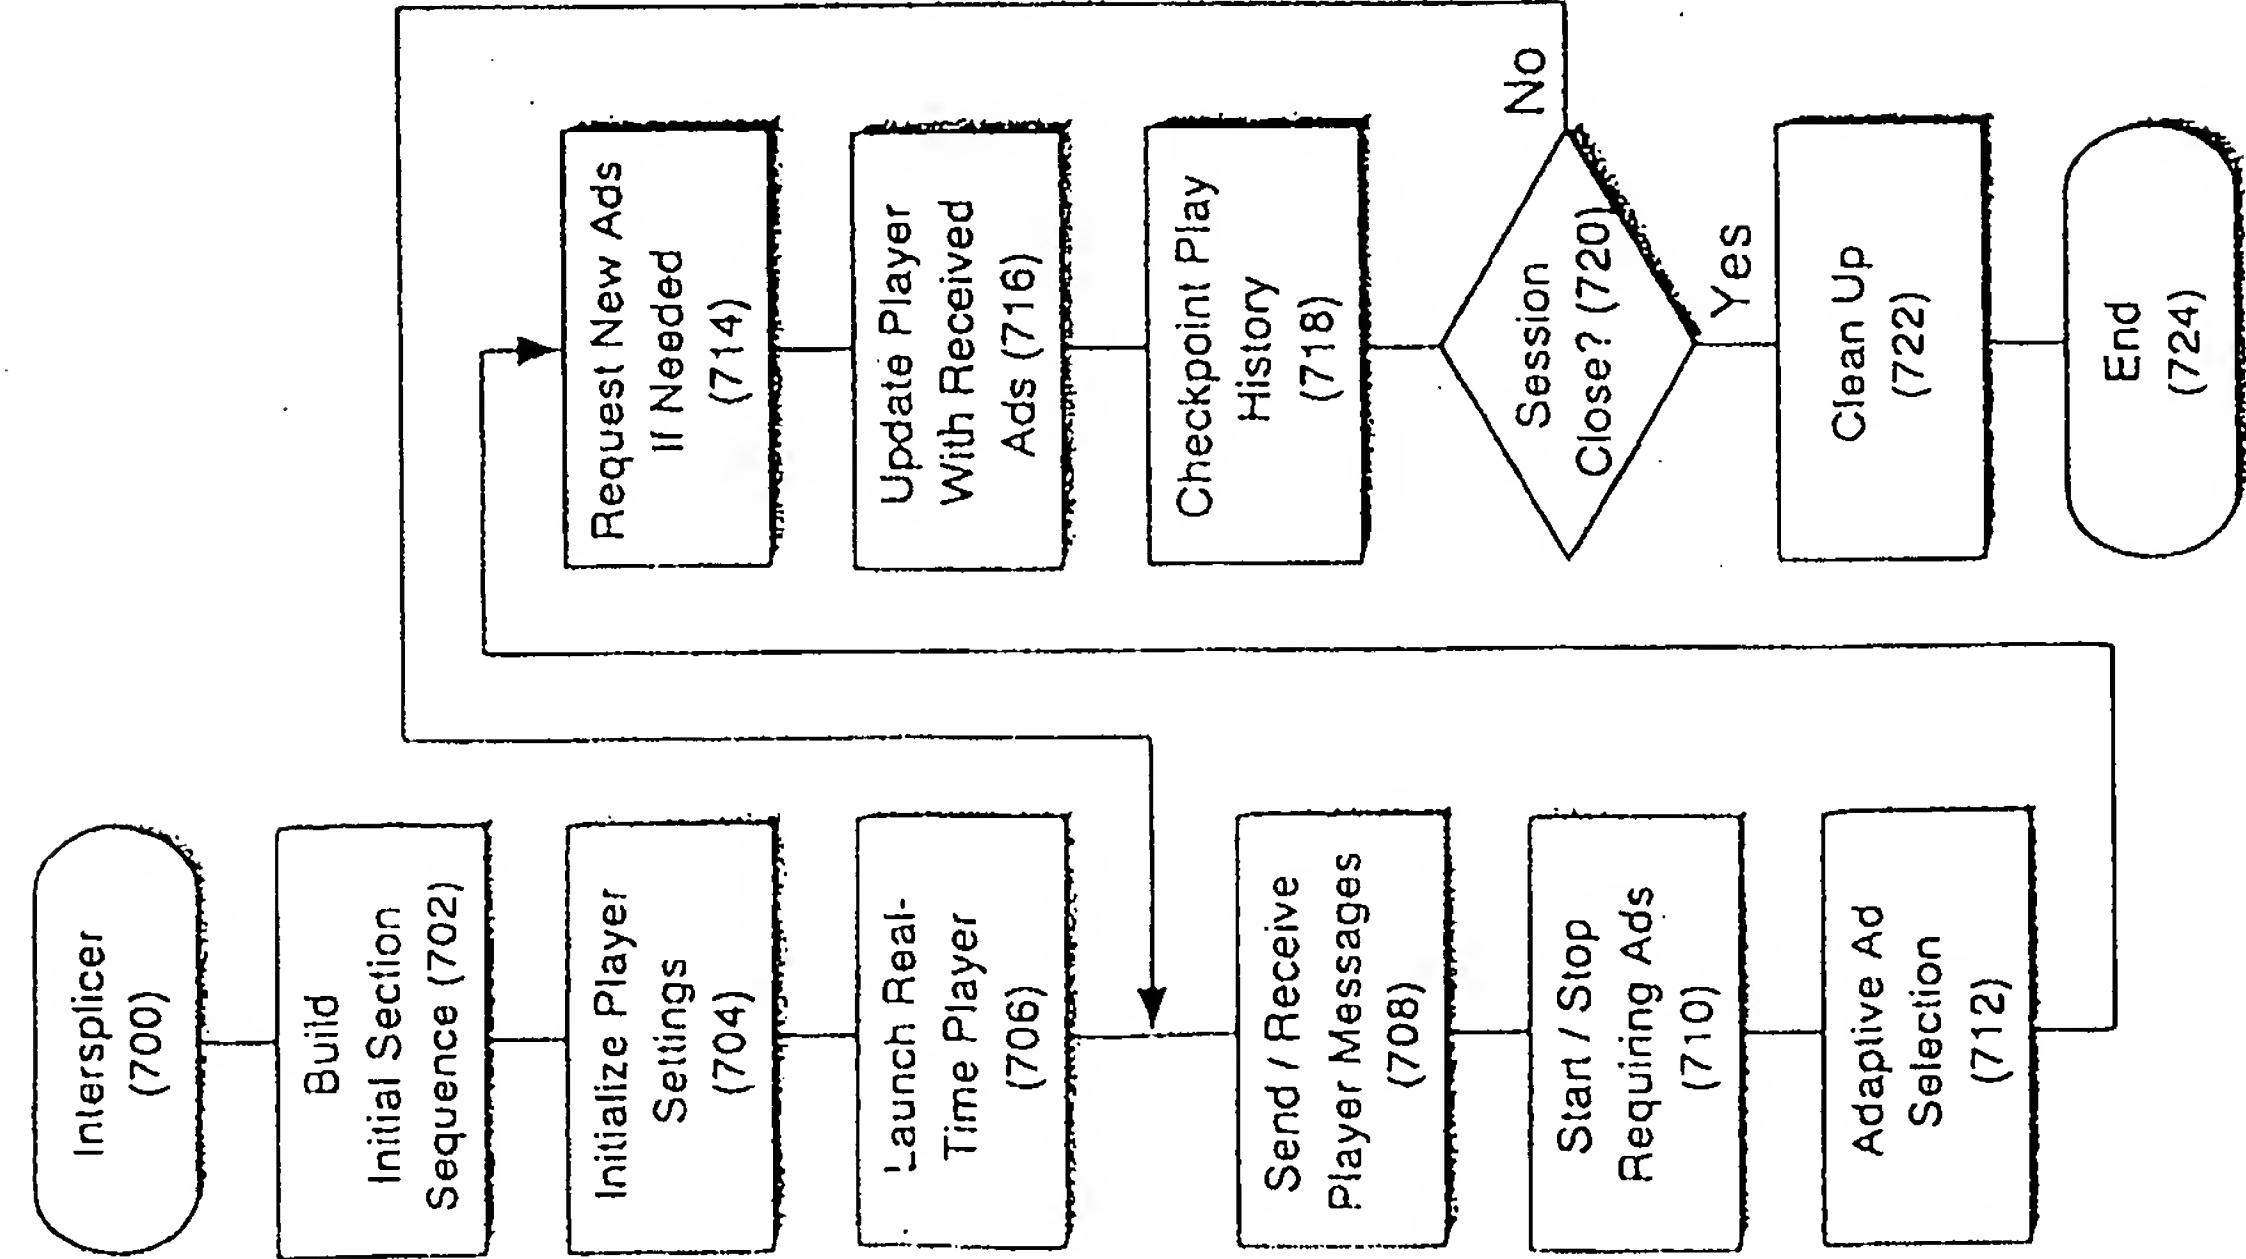 Intersplicer
(700)
Build
Initial Section
Sequence (702)
Initialize Player
Settings
(704)
Launch Real-
Time Player
(706)
Send / Receive
Player Messages
(708)
Start / Stop
Requiring Ads
(710)
Adaptive Ad
Selection
(712)
Request New Ads
If Needed
(714)
Update Player
With Received
Ads (716)
Checkpoint Play
History
(718)
Session
Close? (720)
No
Yes
Clean Up
(722)
End
(724)